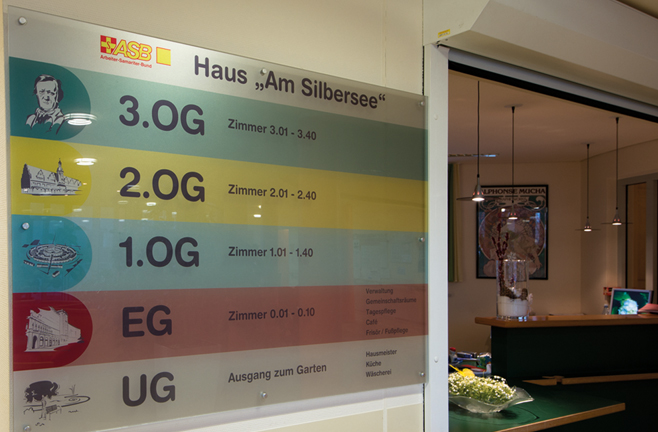 ASB
Arbeiter-Samariter-Bund
Haus „Am Silbersee“
3.OG Zimmer 3.01 - 3.40
2.OG Zimmer 2.01 - 2.40
1.OG Zimmer 1.01 - 1.40
EG Zimmer 0.01 - 0.10
Verwaltung
Gemeinschaftsräume
Tagespflege
Café
UG Ausgang zum Garten
Hausmeister
Küche
Wäscherei
ALPHONSE MUCHA